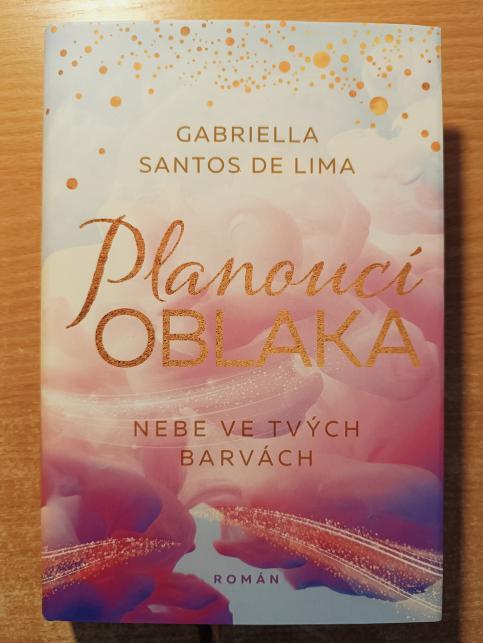 GABRIELLA
SANTOS DE LIMA
Planoucí
OBLAKA
NEBE VE TVÝCH
BARVÁCH
ROMÁN